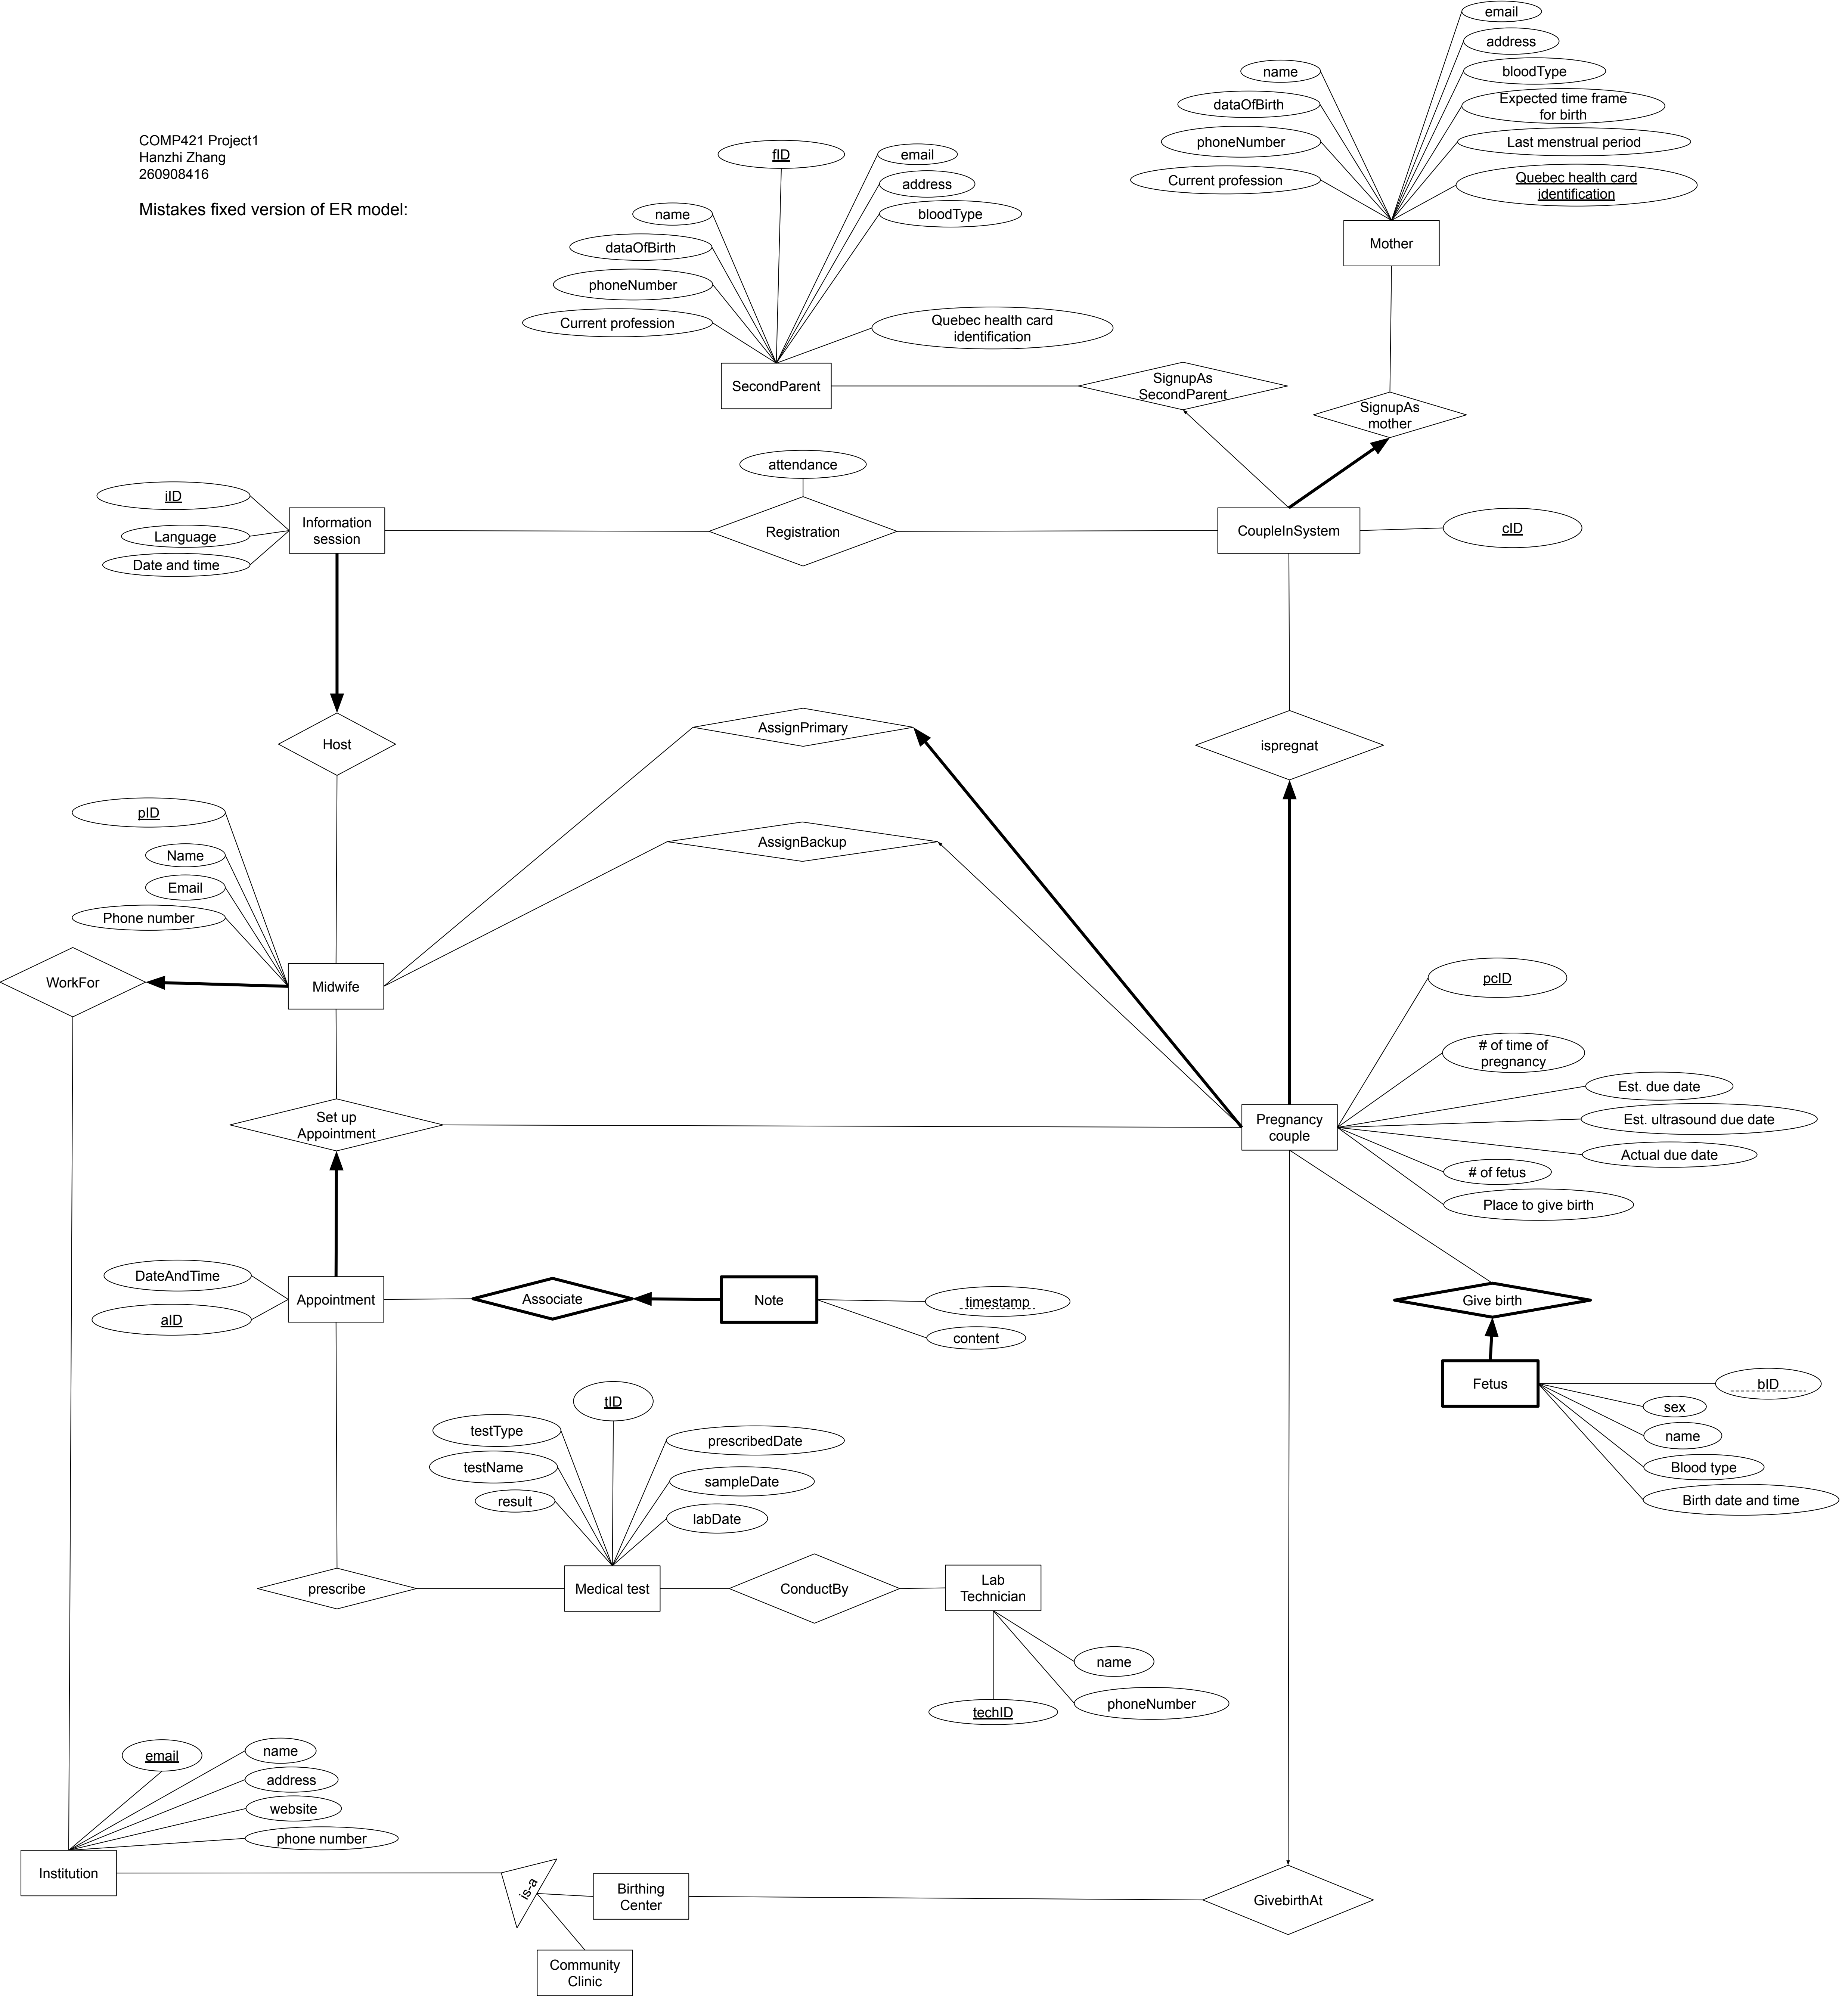 email
address
name
bloodType
dataOfBirth
Expected time frame
for birth
phoneNumber
Last menstrual period
Current profession
Quebec health card
identification
Mother
COMP421 Project1
Hanzhi Zhang
260908416
Mistakes fixed version of ER model:
fID
email
address
name
bloodType
dataOfBirth
phoneNumber
Current profession
Quebec health card
identification
SecondParent
SignupAs
SecondParent
SignupAs
mother
attendance
iID
Language
Date and time
Information
session
Registration
CoupleInSystem
cID
Host
AssignPrimary
ispregnat
pID
Name
Email
Phone number
AssignBackup
WorkFor
Midwife
pcID
# of time of
pregnancy
Est. due date
Est. ultrasound due date
Actual due date
# of fetus
Place to give birth
Set up
Appointment
Pregnancy
couple
DateAndTime
aID
Appointment
Associate
Note
timestamp
content
Give birth
Fetus
bID
sex
name
Blood type
Birth date and time
tID
testType
testName
result
prescribedDate
sampleDate
labDate
prescribe
Medical test
ConductBy
Lab
Technician
name
phoneNumber
techID
email
name
address
website
phone number
Institution
is-a
Birthing
Center
GivebirthAt
Community
Clinic